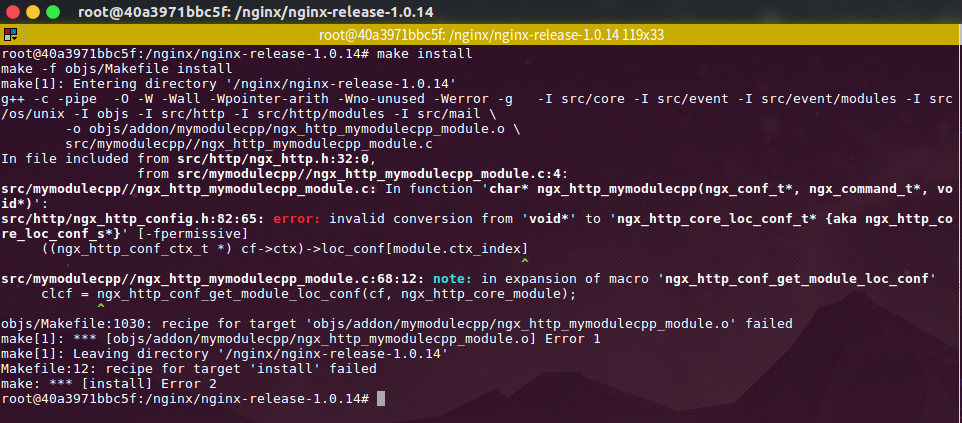 root@40a3971bbc5f: /nginx/nginx-release-1.0.14
root@40a3971bbc5f: /nginx/nginx-release-1.0.14 119x33
root@40a3971bbc5f:/nginx/nginx-release-1.0.14# make install
make -f objs/Makefile install
make[1]: Entering directory '/nginx/nginx-release-1.0.14'
g++ -c -pipe  -O -W -Wall -Wpointer-arith -Wno-unused -Werror -g   -I src/core -I src/event -I src/event/modules -I src
/os/unix -I objs -I src/http -I src/http/modules -I src/mail \
        -o objs/addon/mymodulecpp/ngx_http_mymodulecpp_module.o \
        src/mymodulecpp//ngx_http_mymodulecpp_module.c
In file included from src/http/ngx_http.h:32:0,
                 from src/mymodulecpp//ngx_http_mymodulecpp_module.c:4:
src/mymodulecpp//ngx_http_mymodulecpp_module.c: In function 'char* ngx_http_mymodulecpp(ngx_conf_t*, ngx_command_t*, vo
id*)':
src/http/ngx_http_config.h:82:65: error: invalid conversion from 'void*' to 'ngx_http_core_loc_conf_t* {aka ngx_http_co
re_loc_conf_s*}' [-fpermissive]
     ((ngx_http_conf_ctx_t *) cf->ctx)->loc_conf[module.ctx_index]
                                                                 ^
src/mymodulecpp//ngx_http_mymodulecpp_module.c:68:12: note: in expansion of macro 'ngx_http_conf_get_module_loc_conf'
     clcf = ngx_http_conf_get_module_loc_conf(cf, ngx_http_core_module);
            ^
objs/Makefile:1030: recipe for target 'objs/addon/mymodulecpp/ngx_http_mymodulecpp_module.o' failed
make[1]: *** [objs/addon/mymodulecpp/ngx_http_mymodulecpp_module.o] Error 1
make[1]: Leaving directory '/nginx/nginx-release-1.0.14'
Makefile:12: recipe for target 'install' failed
make: *** [install] Error 2
root@40a3971bbc5f:/nginx/nginx-release-1.0.14#